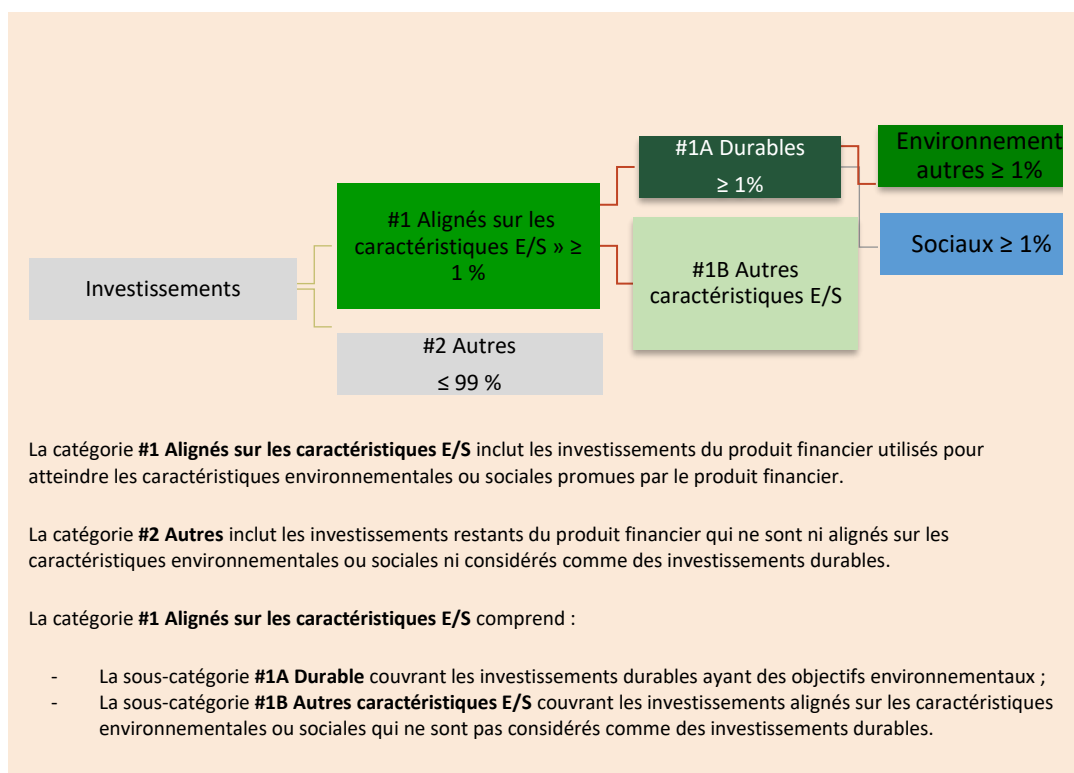 Investissements
#1 Alignés sur les
caractéristiques E/S » ≥
1 %
#2 Autres
≤ 99 %
#1A Durables
≥ 1%
#1B Autres
caractéristiques E/S
Environnement
autres ≥ 1%
Sociaux ≥ 1%
La catégorie #1 Alignés sur les caractéristiques E/S inclut les investissements du produit financier utilisés pour
atteindre les caractéristiques environnementales ou sociales promues par le produit financier.
La catégorie #2 Autres inclut les investissements restants du produit financier qui ne sont ni alignés sur les
caractéristiques environnementales ou sociales ni considérés comme des investissements durables.
La catégorie #1 Alignés sur les caractéristiques E/S comprend :
- La sous-catégorie #1A Durable couvrant les investissements durables ayant des objectifs environnementaux ;
- La sous-catégorie #1B Autres caractéristiques E/S couvrant les investissements alignés sur les caractéristiques
environnementales ou sociales qui ne sont pas considérés comme des investissements durables.